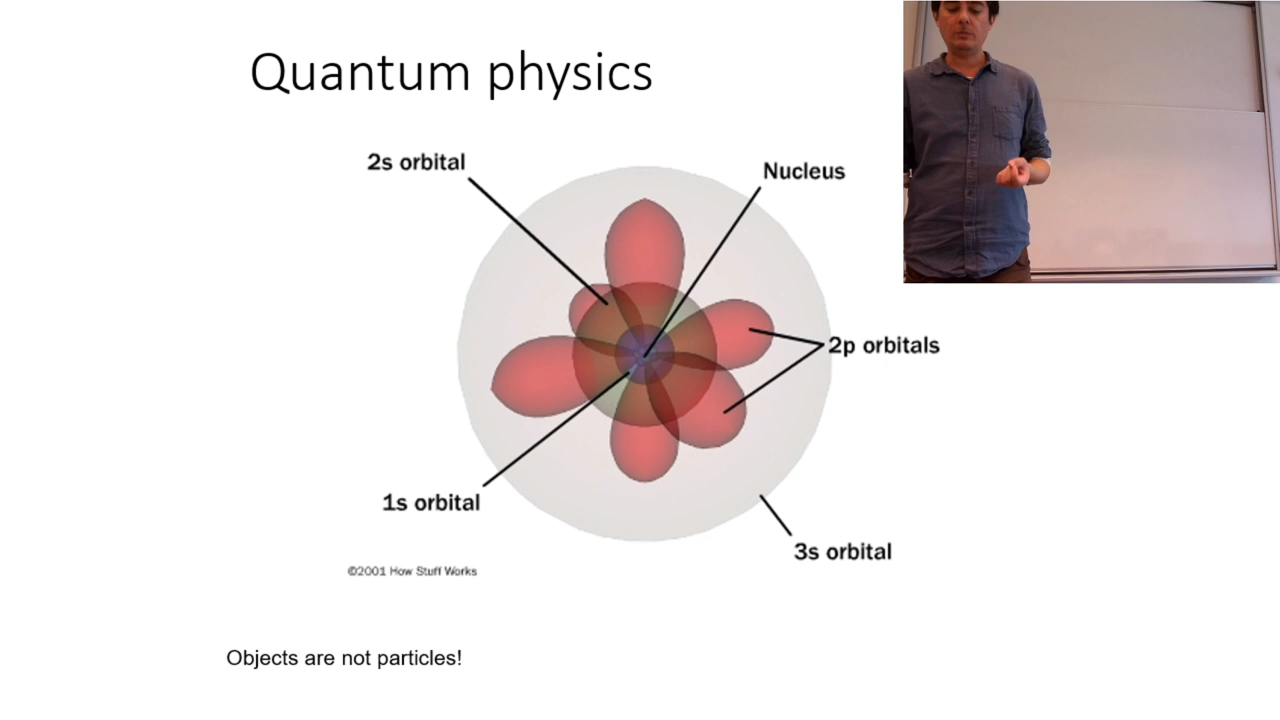 Quantum physics
2s orbital
Nucleus
2p orbitals
1s orbital
3s orbital
©2001 How Stuff Works
Objects are not particles!